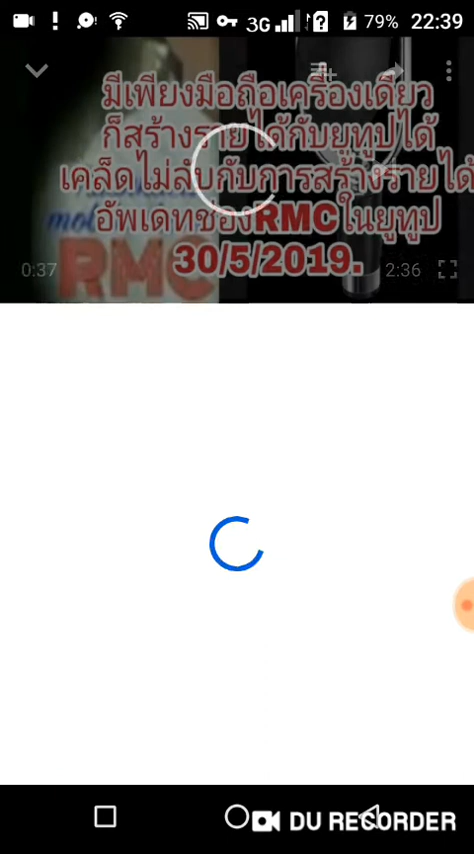 3G 79% 22:39
มีเพียงมือถือเครื่องเดียว
ก็สร้างรายได้กับยูทูปได้
เคล็ดไม่ลับกับการสร้างรายได้
อัพเดทช่องRMCในยูทูป
RMC
30/5/2019.
0:37
2:36
DU RECORDER